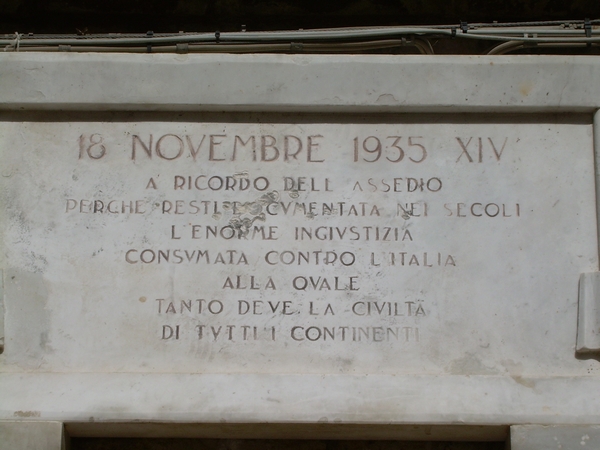 18 NOVEMBRE 1935 XIV
A RICORDO DELL ASSEDIO
PERCHE RESTI CVMENTATA NEI SECOLI
L'ENORME INGIVSTIZIA
CONSVMATA CONTRO L'ITALIA
ALLA QVALE
TANTO DEVE LA CIVILTÀ
DI TVTTI I CONTINENTI